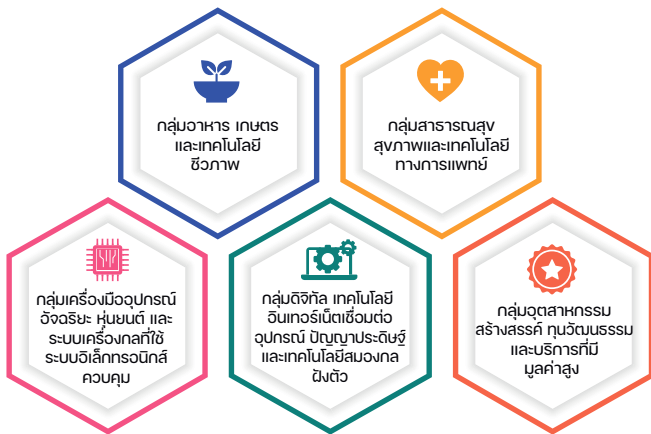 กลุ่มอาหาร เกษตร
และเทคโนโลยี
ชีวภาพ
กลุ่มสาธารณสุข
สุขภาพและเทคโนโลยี
ทางการแพทย์
กลุ่มเครื่องมืออุปกรณ์
อัจฉริยะ หุ่นยนต์ และ
ระบบเครื่องกลที่ใช้
ระบบอิเล็กทรอนิกส์
ควบคุม
กลุ่มดิจิทัล เทคโนโลยี
อินเทอร์เน็ตเชื่อมต่อ
อุปกรณ์ ปัญญาประดิษฐ์
และเทคโนโลยีสมองกล
ฝังตัว
กลุ่มอุตสาหกรรม
สร้างสรรค์ ทุนวัฒนธรรม
และบริการที่มี
มูลค่าสูง